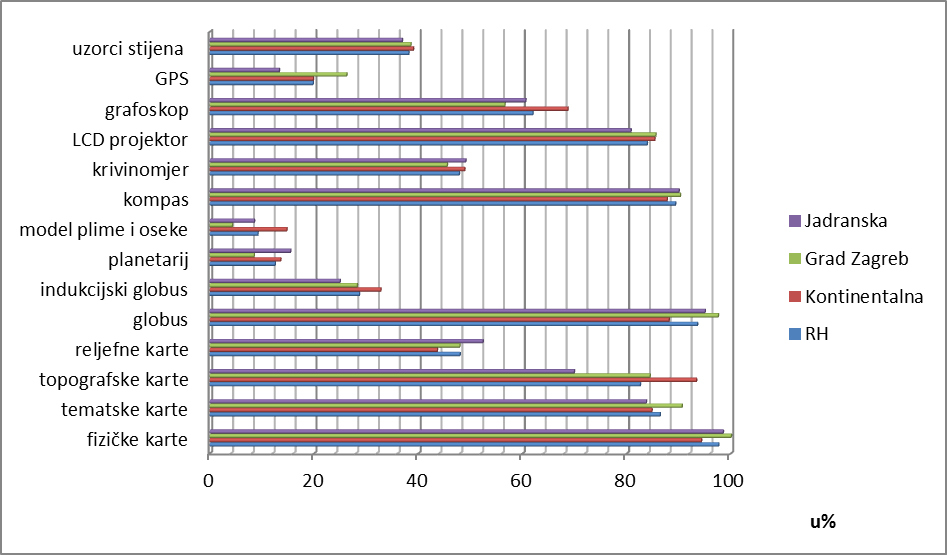 uzorci stijena
GPS
grafoskop
LCD projektor
krivinomjer
kompas
model plime i oseke
planetarij
indukcijski globus
globus
reljefne karte
topografske karte
tematske karte
fizičke karte
0 20 40 60 80 100
u%
Jadranska
Grad Zagreb
Kontinentalna
RH